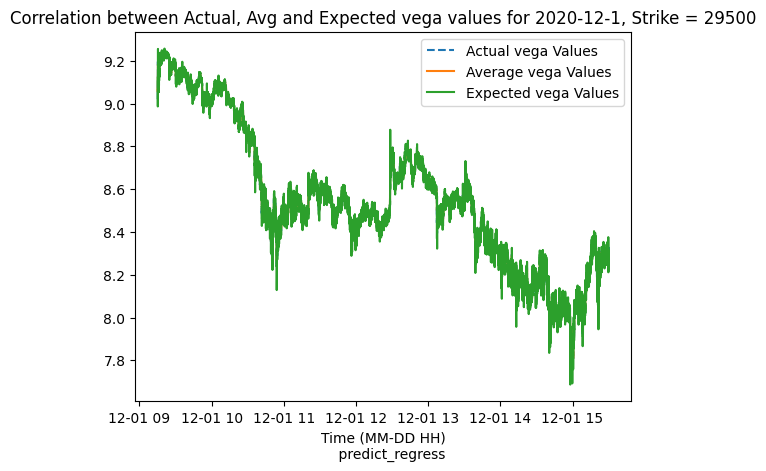 Correlation between Actual, Avg and Expected vega values for 2020-12-1, Strike = 29500
Actual vega Values
Average vega Values
Expected vega Values
9.2
9.0
8.8
8.6
8.4
8.2
8.0
7.8
12-01 09 12-01 10 12-01 11 12-01 12 12-01 13 12-01 14 12-01 15
Time (MM-DD HH)
predict_regress